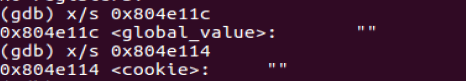 (gdb) x/s 0x804e11c
0x804e11c <global_value>: ""
(gdb) x/s 0x804e114
0x804e114 <cookie>: ""